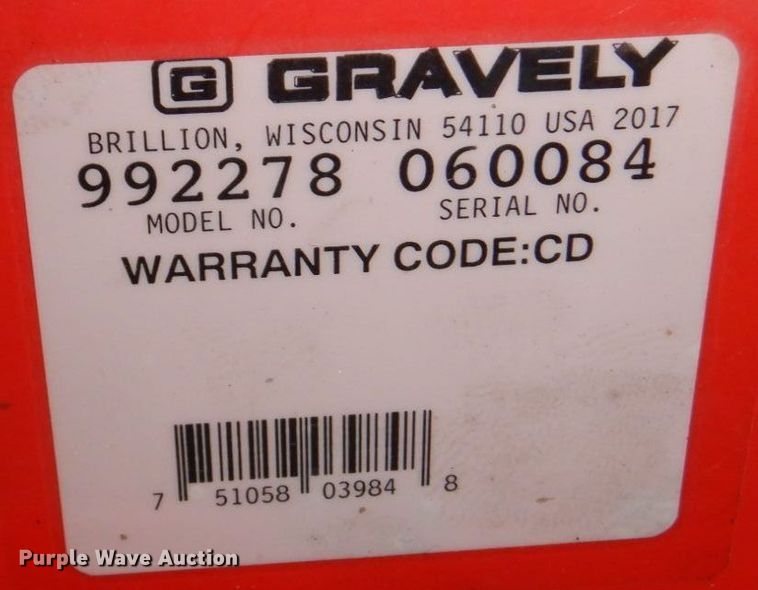 G GRAVELY
BRILLION, WISCONSIN 54110 USA 2017
992278 060084
MODEL NO. SERIAL NO.
WARRANTY CODE:CD
7 51058 03984 8
Purple Wave Auction